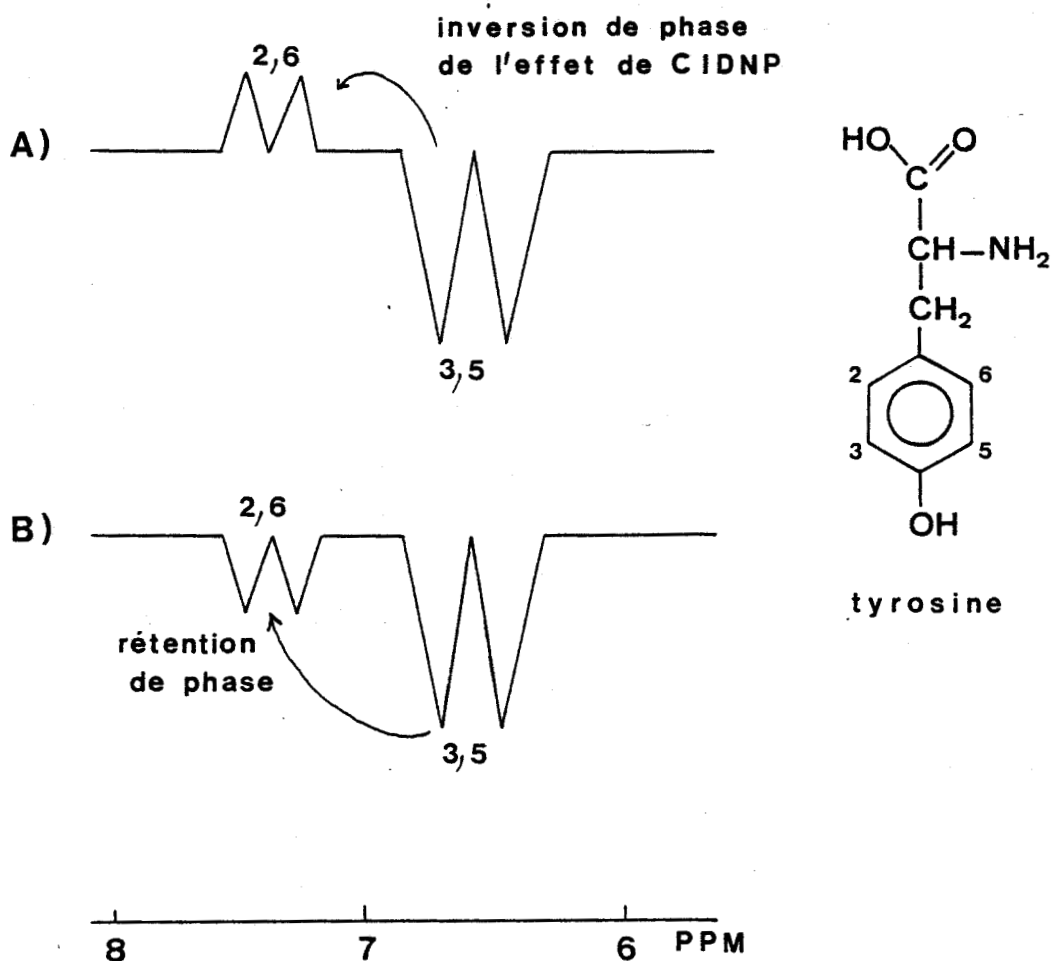 inversion de phase
de l'effet de CIDNP
2,6
A)
3,5
HO
O
C
CH-NH₂
CH₂
2
6
3
5
OH
tyrosine
B)
2,6
rétention
de phase
3,5
8
7
6
PPM